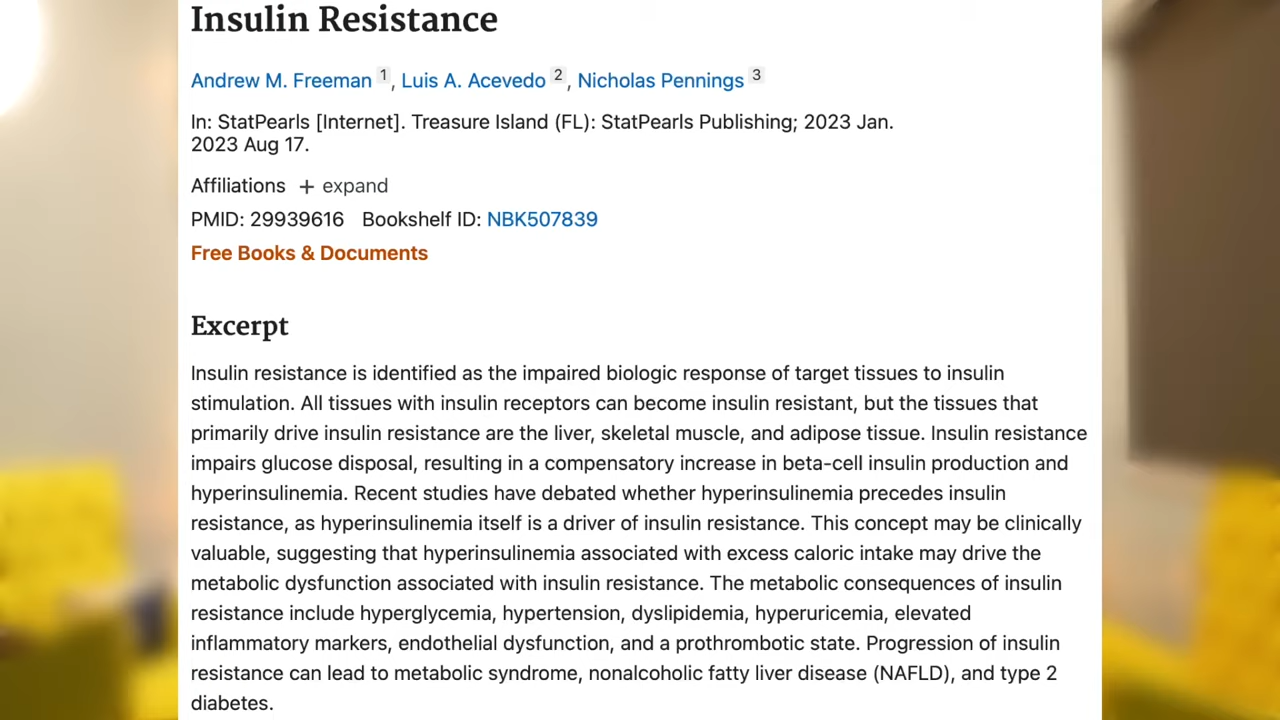 Insulin Resistance
Andrew M. Freeman 1, Luis A. Acevedo 2, Nicholas Pennings 3
In: StatPearls [Internet]. Treasure Island (FL): StatPearls Publishing; 2023 Jan.
2023 Aug 17.
Affiliations + expand
PMID: 29939616 Bookshelf ID: NBK507839
Free Books & Documents
Excerpt
Insulin resistance is identified as the impaired biologic response of target tissues to insulin
stimulation. All tissues with insulin receptors can become insulin resistant, but the tissues that
primarily drive insulin resistance are the liver, skeletal muscle, and adipose tissue. Insulin resistance
impairs glucose disposal, resulting in a compensatory increase in beta-cell insulin production and
hyperinsulinemia. Recent studies have debated whether hyperinsulinemia precedes insulin
resistance, as hyperinsulinemia itself is a driver of insulin resistance. This concept may be clinically
valuable, suggesting that hyperinsulinemia associated with excess caloric intake may drive the
metabolic dysfunction associated with insulin resistance. The metabolic consequences of insulin
resistance include hyperglycemia, hypertension, dyslipidemia, hyperuricemia, elevated
inflammatory markers, endothelial dysfunction, and a prothrombotic state. Progression of insulin
resistance can lead to metabolic syndrome, nonalcoholic fatty liver disease (NAFLD), and type 2
diabetes.